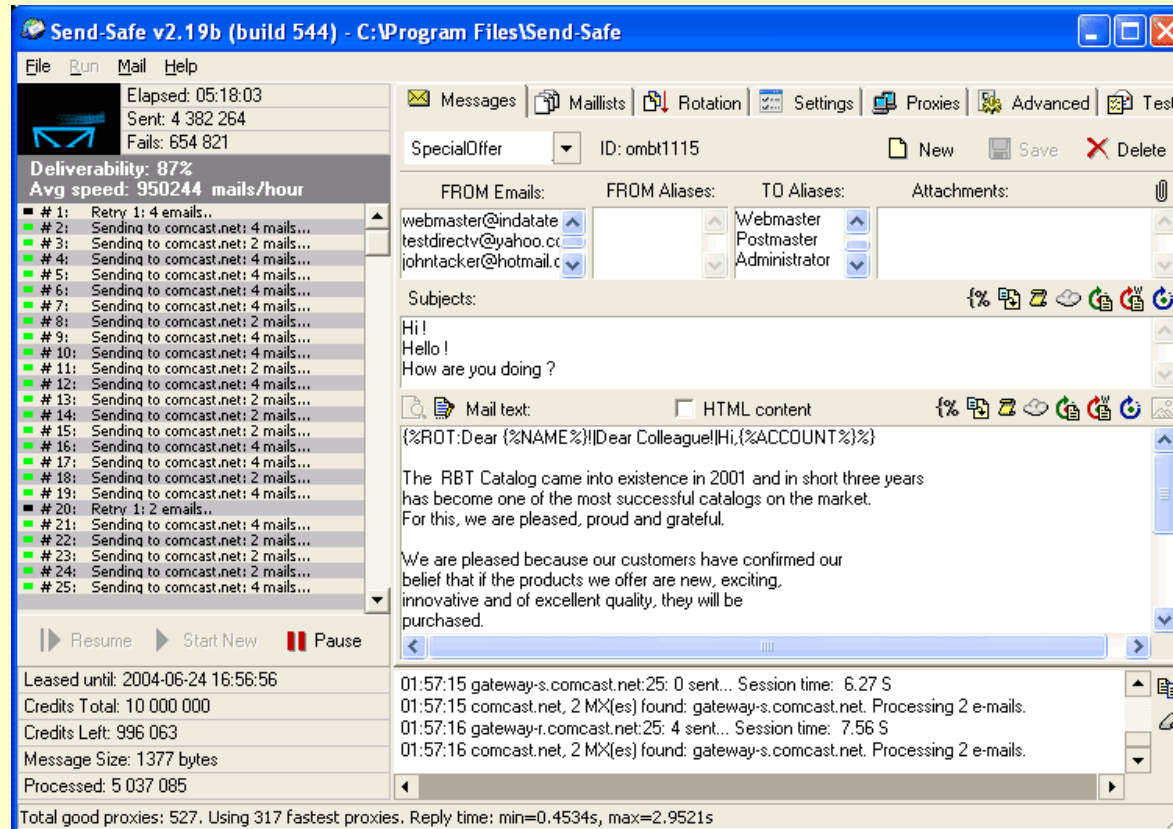 Send-Safe v2.19b (build 544) - C:\Program Files\Send-Safe
File Run Mail Help
Elapsed: 05:18:03
Sent: 4 382 264
Fails: 654 821
Deliverability: 87%
Avg speed: 950244 mails/hour
# 1: Retry 1: 4 emails..
# 2: Sending to comcast.net: 4 mails...
# 3: Sending to comcast.net: 2 mails...
# 4: Sending to comcast.net: 4 mails...
# 5: Sending to comcast.net: 4 mails...
# 6: Sending to comcast.net: 4 mails...
# 7: Sending to comcast.net: 4 mails...
# 8: Sending to comcast.net: 2 mails...
# 9: Sending to comcast.net: 4 mails...
# 10: Sending to comcast.net: 4 mails...
# 11: Sending to comcast.net: 2 mails...
# 12: Sending to comcast.net: 4 mails...
# 13: Sending to comcast.net: 2 mails...
# 14: Sending to comcast.net: 2 mails...
# 15: Sending to comcast.net: 2 mails...
# 16: Sending to comcast.net: 4 mails...
# 17: Sending to comcast.net: 4 mails...
# 18: Sending to comcast.net: 2 mails...
# 19: Sending to comcast.net: 4 mails...
# 20: Retry 1: 2 emails..
# 21: Sending to comcast.net: 4 mails...
# 22: Sending to comcast.net: 2 mails...
# 23: Sending to comcast.net: 2 mails...
# 24: Sending to comcast.net: 2 mails...
# 25: Sending to comcast.net: 4 mails...
Resume Start New Pause
Leased until: 2004-06-24 16:56:56
Credits Total: 10 000 000
Credits Left: 996 063
Message Size: 1377 bytes
Processed: 5 037 085
Messages Maillists Rotation Settings Proxies Advanced Test
SpecialOffer ID: ombt1115 New Save Delete
FROM Emails: FROM Aliases: TO Aliases: Attachments:
webmaster@indatate Webmaster
testdirectv@yahoo.cc Postmaster
johntacker@hotmail.c Administrator
Subjects: {%
Hi !
Hello !
How are you doing ?
Mail text: HTML content {%
{%ROT:Dear {%NAME%}!|Dear Colleague!|Hi,{%ACCOUNT%}%}
The RBT Catalog came into existence in 2001 and in short three years
has become one of the most successful catalogs on the market.
For this, we are pleased, proud and grateful.
We are pleased because our customers have confirmed our
belief that if the products we offer are new, exciting,
innovative and of excellent quality, they will be
purchased.
01:57:15 gateway-s.comcast.net:25: 0 sent... Session time: 6.27 S
01:57:15 comcast.net, 2 MX(es) found: gateway-s.comcast.net. Processing 2 e-mails.
01:57:16 gateway-r.comcast.net:25: 4 sent... Session time: 7.56 S
01:57:16 comcast.net, 2 MX(es) found: gateway-s.comcast.net. Processing 2 e-mails.
Total good proxies: 527. Using 317 fastest proxies. Reply time: min=0.4534s, max=2.9521s